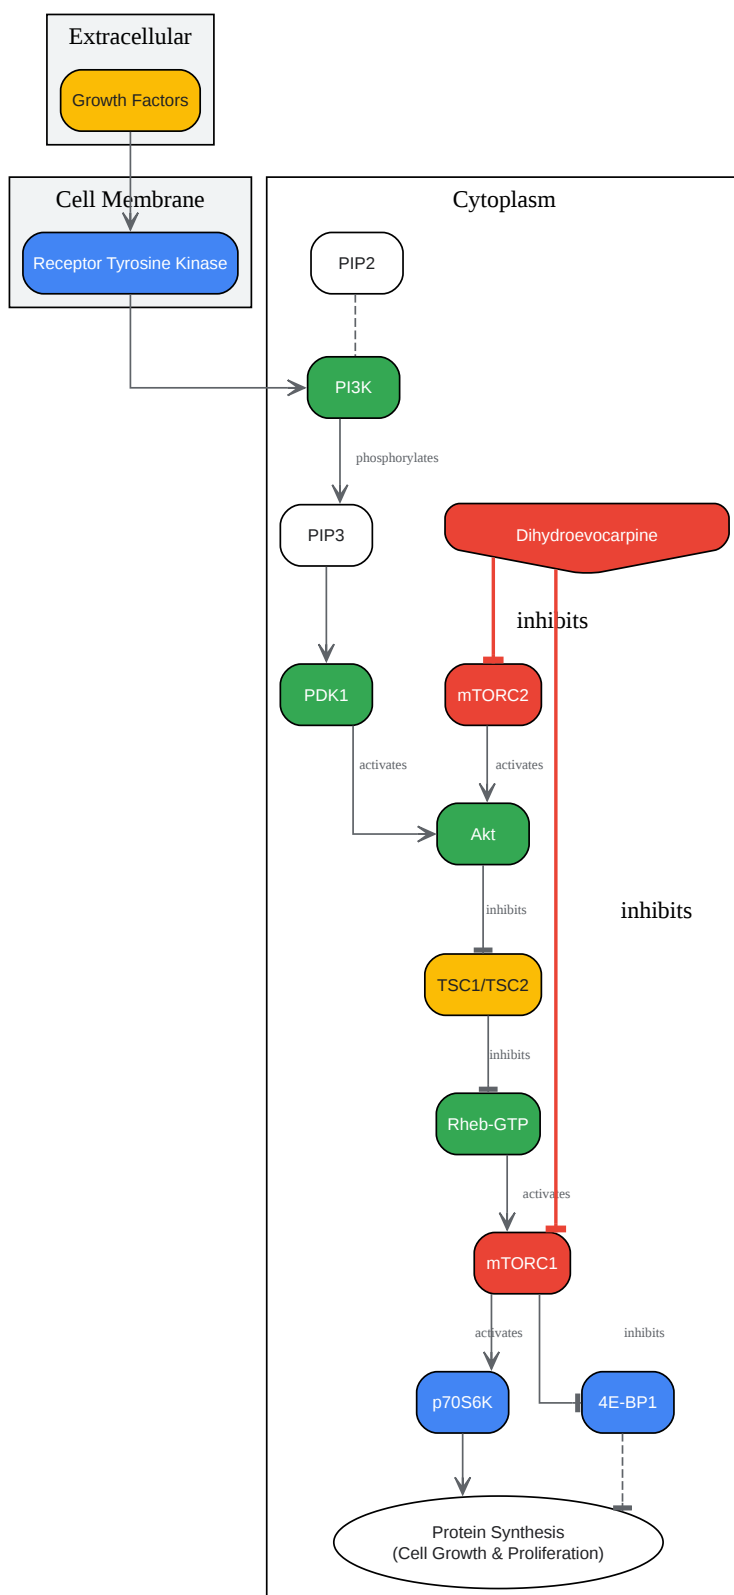 Extracellular
Growth Factors
Cell Membrane
Cytoplasm
Receptor Tyrosine Kinase
PIP2
PI3K
phosphorylates
PIP3
Dihydroevocarpine
inhibits
PDK1
mTORC2
activates
activates
Akt
inhibits
inhibits
TSC1/TSC2
inhibits
Rheb-GTP
activates
mTORC1
activates
inhibits
p70S6K
4E-BP1
Protein Synthesis
(Cell Growth & Proliferation)